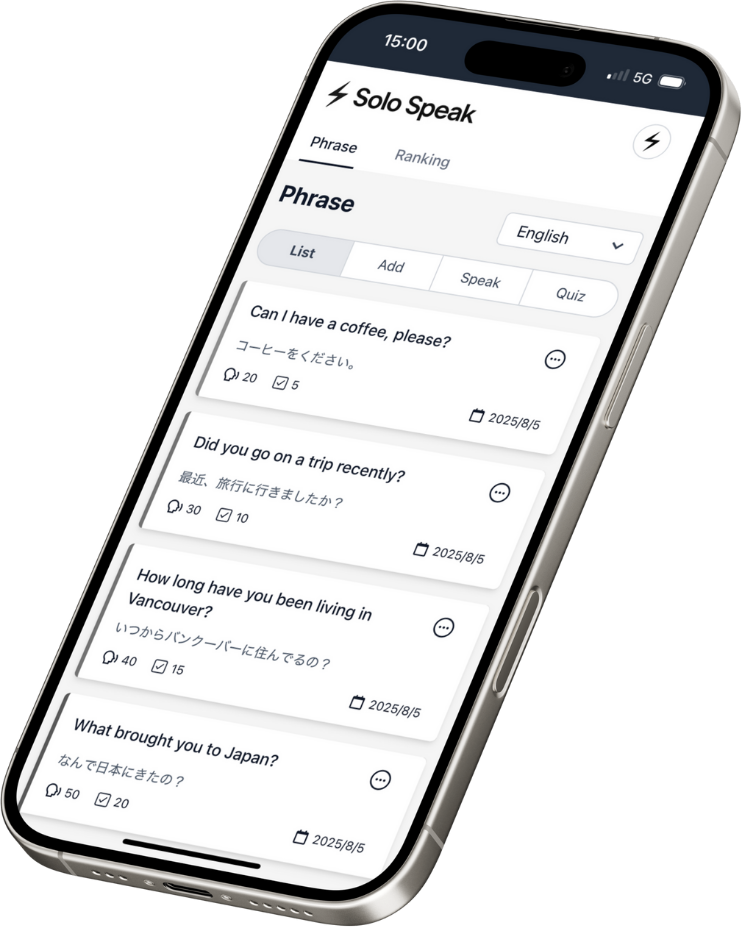 15:00
5G
Solo Speak
Phrase
Ranking
Phrase
English
List
Add
Speak
Quiz
Can I have a coffee, please?
コーヒーをください。
20
5
2025/8/5
Did you go on a trip recently?
最近、旅行に行きましたか？
30
10
2025/8/5
How long have you been living in
Vancouver?
いつからバンクーバーに住んでるの？
40
15
2025/8/5
What brought you to Japan?
なんで日本にきたの？
50
20
2025/8/5